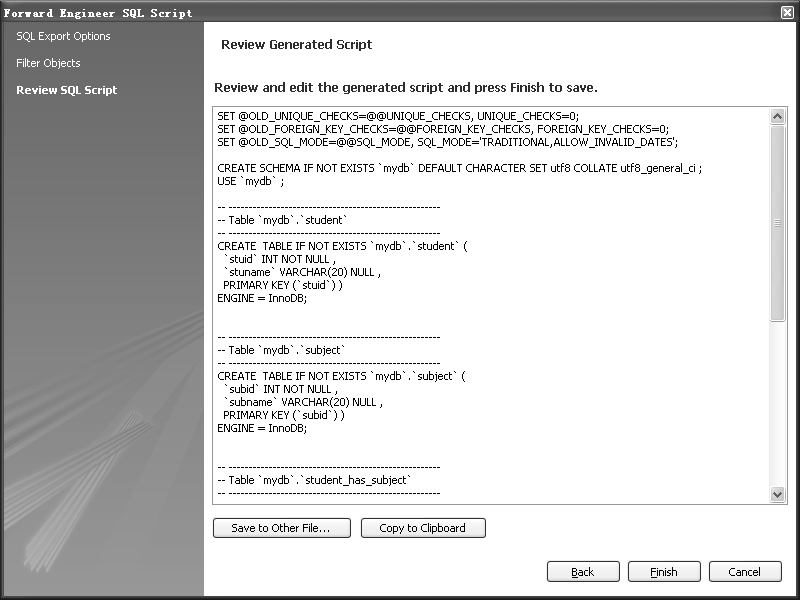 Forward Engineer SQL Script
SQL Export Options
Filter Objects
Review SQL Script
Review Generated Script
Review and edit the generated script and press Finish to save.
SET @OLD_UNIQUE_CHECKS=@@UNIQUE_CHECKS, UNIQUE_CHECKS=0;
SET @OLD_FOREIGN_KEY_CHECKS=@@FOREIGN_KEY_CHECKS, FOREIGN_KEY_CHECKS=0;
SET @OLD_SQL_MODE=@@SQL_MODE, SQL_MODE='TRADITIONAL,ALLOW_INVALID_DATES';
CREATE SCHEMA IF NOT EXISTS `mydb` DEFAULT CHARACTER SET utf8 COLLATE utf8_general_ci ;
USE `mydb` ;
-- -----------------------------------------------------
-- Table `mydb`.`student`
-- -----------------------------------------------------
CREATE  TABLE IF NOT EXISTS `mydb`.`student` (
  `stuid` INT NOT NULL ,
  `stuname` VARCHAR(20) NULL ,
  PRIMARY KEY (`stuid`) )
ENGINE = InnoDB;
-- -----------------------------------------------------
-- Table `mydb`.`subject`
-- -----------------------------------------------------
CREATE  TABLE IF NOT EXISTS `mydb`.`subject` (
  `subid` INT NOT NULL ,
  `subname` VARCHAR(20) NULL ,
  PRIMARY KEY (`subid`) )
ENGINE = InnoDB;
-- -----------------------------------------------------
-- Table `mydb`.`student_has_subject`
-- -----------------------------------------------------
Save to Other File... Copy to Clipboard
Back Finish Cancel